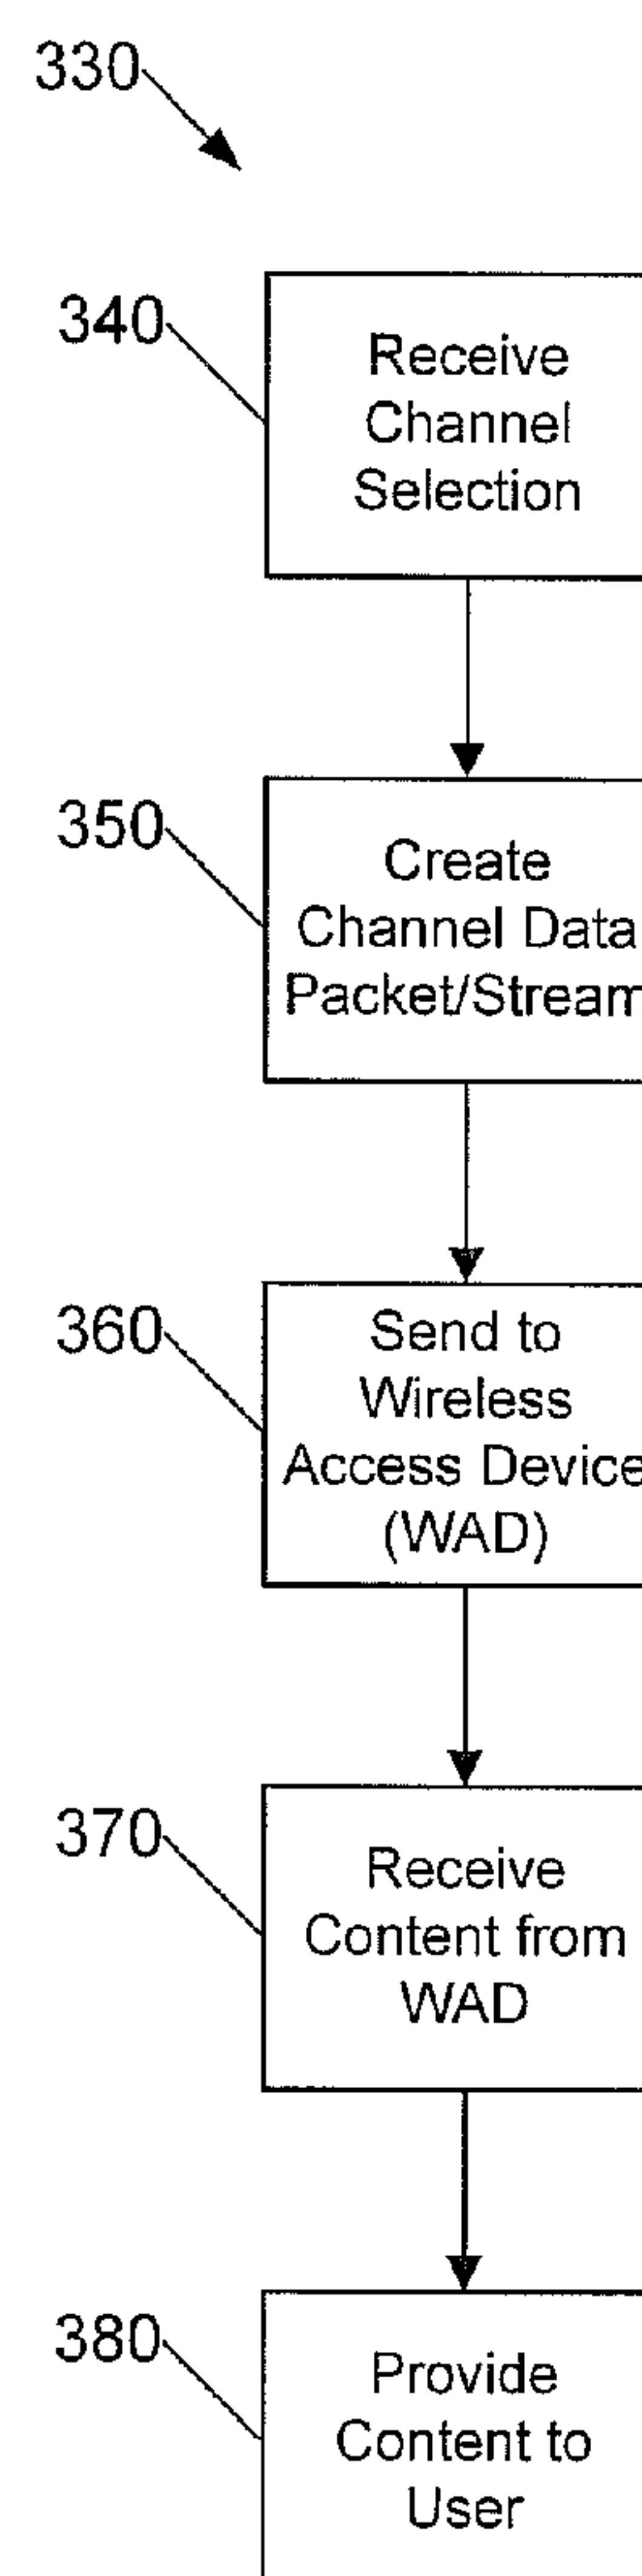 330
340
Receive
Channel
Selection
350
Create
Channel Data
Packet/Stream
360
Send to
Wireless
Access Device
(WAD)
370
Receive
Content from
WAD
380
Provide
Content to
User